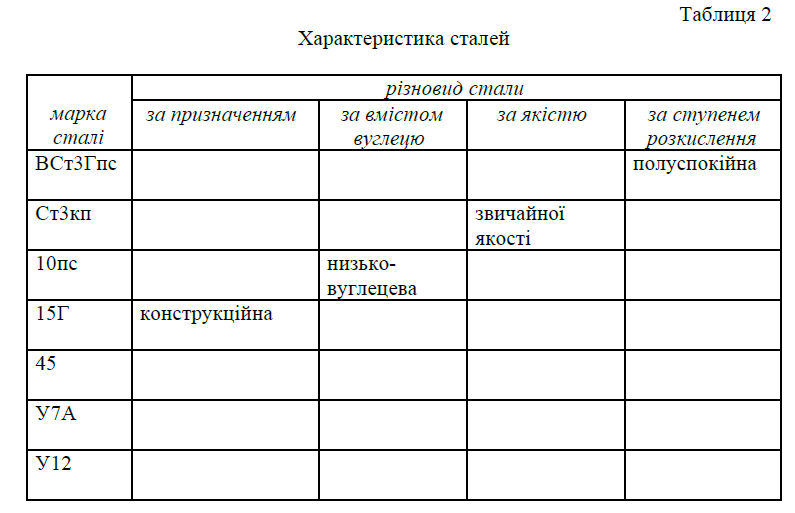 Таблиця 2
Характеристика сталей
марка сталі
різновид стали
за призначенням
за вмістом вуглецю
за якістю
за ступенем розкислення
ВСт3Гпс
полуспокійна
Ст3кп
звичайної якості
10пс
низько-
вуглецева
15Г
конструкційна
45
У7А
У12